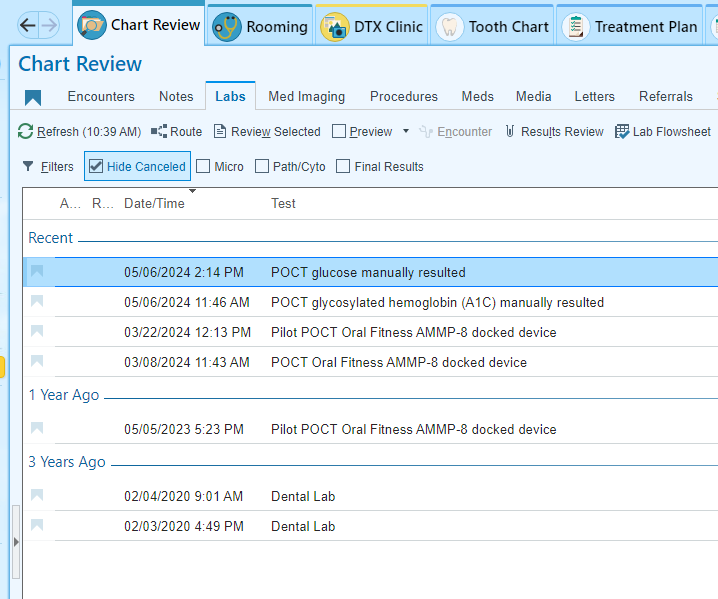 Chart Review Rooming DTX Clinic Tooth Chart Treatment Plan
Chart Review
Encounters Notes Labs Med Imaging Procedures Meds Media Letters Referrals
Refresh (10:39 AM) Route Review Selected Preview Encounter Results Review Lab Flowsheet
Filters Hide Canceled Micro Path/Cyto Final Results
A... R... Date/Time Test
Recent
05/06/2024 2:14 PM POCT glucose manually resulted
05/06/2024 11:46 AM POCT glycosylated hemoglobin (A1C) manually resulted
03/22/2024 12:13 PM Pilot POCT Oral Fitness AMMP-8 docked device
03/08/2024 11:43 AM POCT Oral Fitness AMMP-8 docked device
1 Year Ago
05/05/2023 5:23 PM Pilot POCT Oral Fitness AMMP-8 docked device
3 Years Ago
02/04/2020 9:01 AM Dental Lab
02/03/2020 4:49 PM Dental Lab